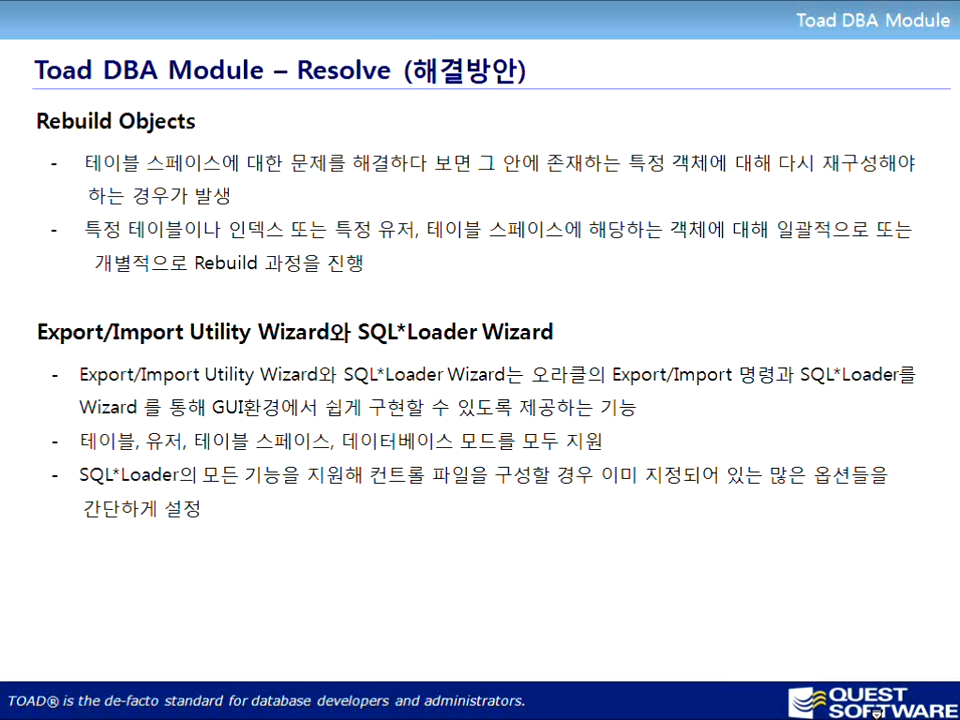 Toad DBA Module
Toad DBA Module – Resolve (해결방안)
Rebuild Objects
- 테이블 스페이스에 대한 문제를 해결하다 보면 그 안에 존재하는 특정 객체에 대해 다시 재구성해야
하는 경우가 발생
- 특정 테이블이나 인덱스 또는 특정 유저, 테이블 스페이스에 해당하는 객체에 대해 일괄적으로 또는
개별적으로 Rebuild 과정을 진행
Export/Import Utility Wizard와 SQL*Loader Wizard
- Export/Import Utility Wizard와 SQL*Loader Wizard는 오라클의 Export/Import 명령과 SQL*Loader를
Wizard 를 통해 GUI환경에서 쉽게 구현할 수 있도록 제공하는 기능
- 테이블, 유저, 테이블 스페이스, 데이터베이스 모드를 모두 지원
- SQL*Loader의 모든 기능을 지원해 컨트롤 파일을 구성할 경우 이미 지정되어 있는 많은 옵션들을
간단하게 설정
TOAD® is the de-facto standard for database developers and administrators.
QUEST
SOFTWARE